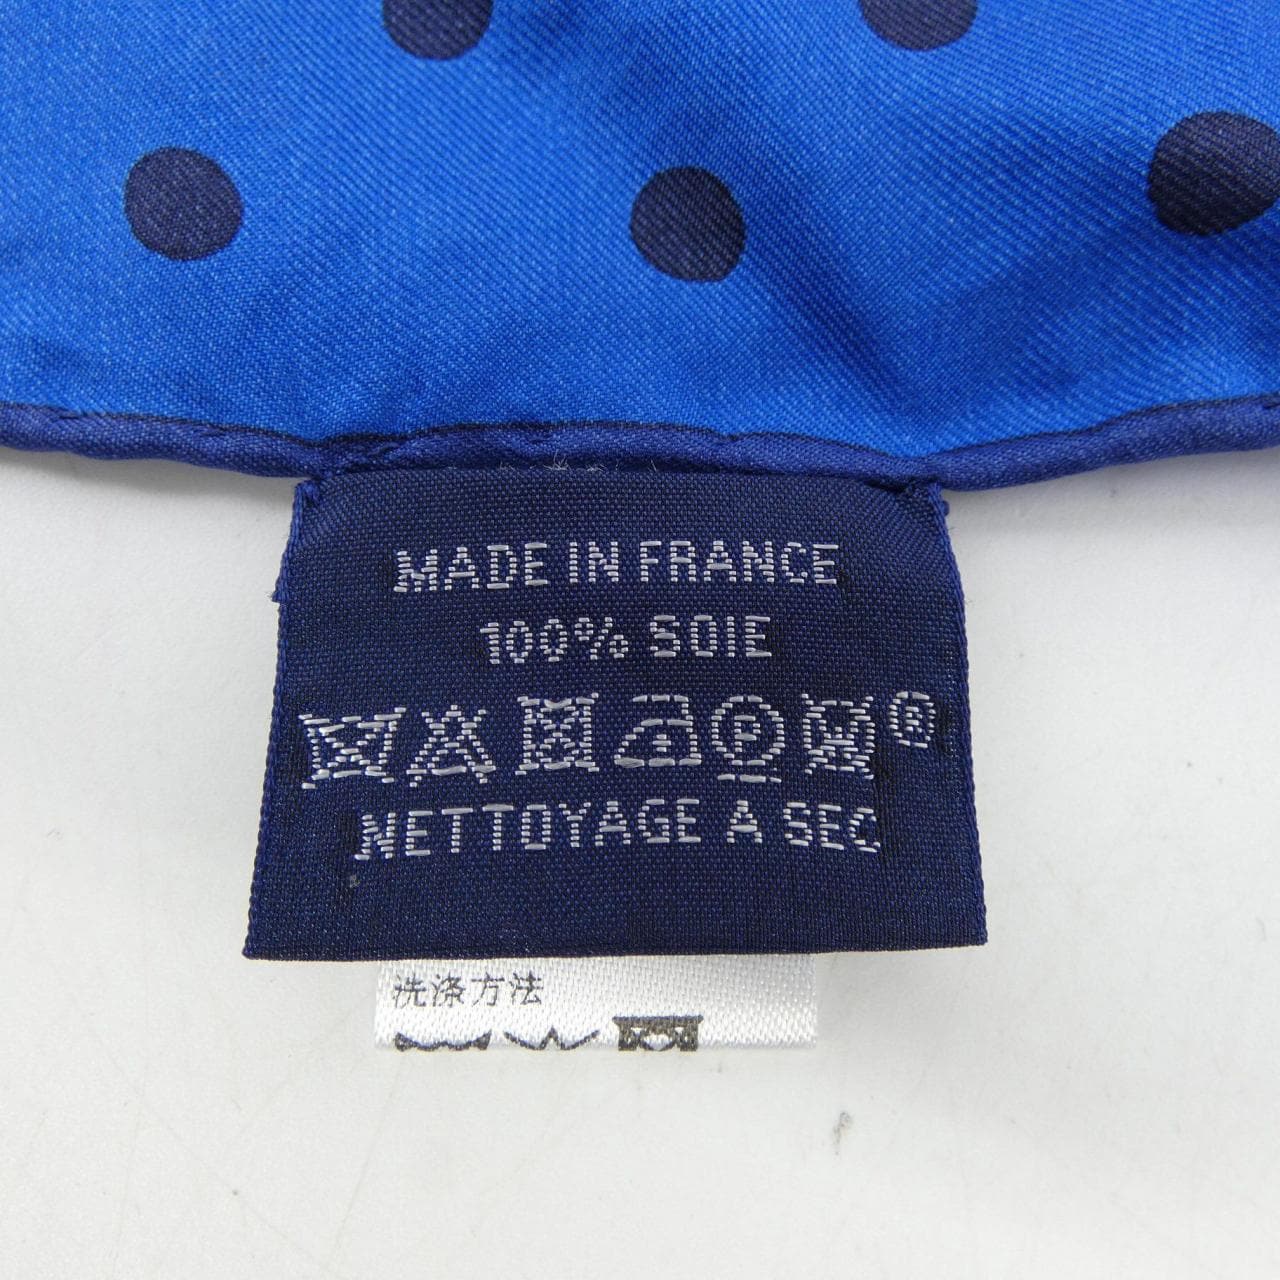 MADE IN FRANCE
100% SOIE
®
NETTOYAGE A SEC
洗涤方法